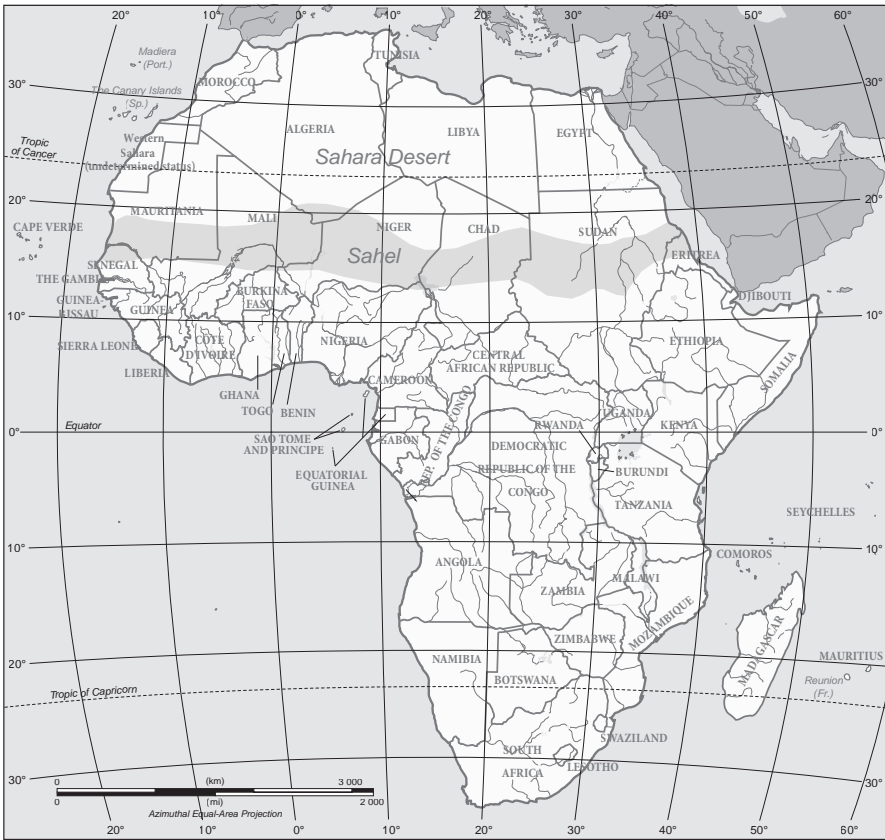 20° 10° 0° 10° 20° 30° 40° 50° 60°
Madiera
(Port.)
TUNISIA
30° 30°
MOROCCO
The Canary Islands
(Sp.)
ALGERIA
LIBYA
EGYPT
Western
Sahara
(undetermined status)
Tropic
of Cancer
Sahara Desert
20° 20°
MAURITANIA
MALI
NIGER
CHAD
SUDAN
CAPE VERDE
Sahel
ERITREA
SENEGAL
THE GAMBIA
GUINEA-
BISSAU
BURKINA
FASO
DJIBOUTI
GUINEA
10° 10°
SIERRA LEONE
COTE
D'IVOIRE
NIGERIA
ETHIOPIA
CENTRAL
AFRICAN REPUBLIC
SOMALIA
LIBERIA
CAMEROON
GHANA
TOGO
BENIN
REP. OF THE CONGO
RWANDA
UGANDA
KENYA
Equator
0° 0°
SAO TOME
AND PRINCIPE
GABON
DEMOCRATIC
REPUBLIC OF THE
CONGO
EQUATORIAL
GUINEA
BURUNDI
TANZANIA
SEYCHELLES
10° 10°
COMOROS
ANGOLA
ZAMBIA
MALAWI
MOZAMBIQUE
ZIMBABWE
MADAGASCAR
MAURITIUS
20° 20°
NAMIBIA
BOTSWANA
Reunion
(Fr.)
Tropic of Capricorn
SWAZILAND
SOUTH
AFRICA
LESOTHO
30° 30°
0 (km) 3 000
0 (mi) 2 000
Azimuthal Equal-Area Projection
20° 10° 0° 10° 20° 30° 40° 50° 60°